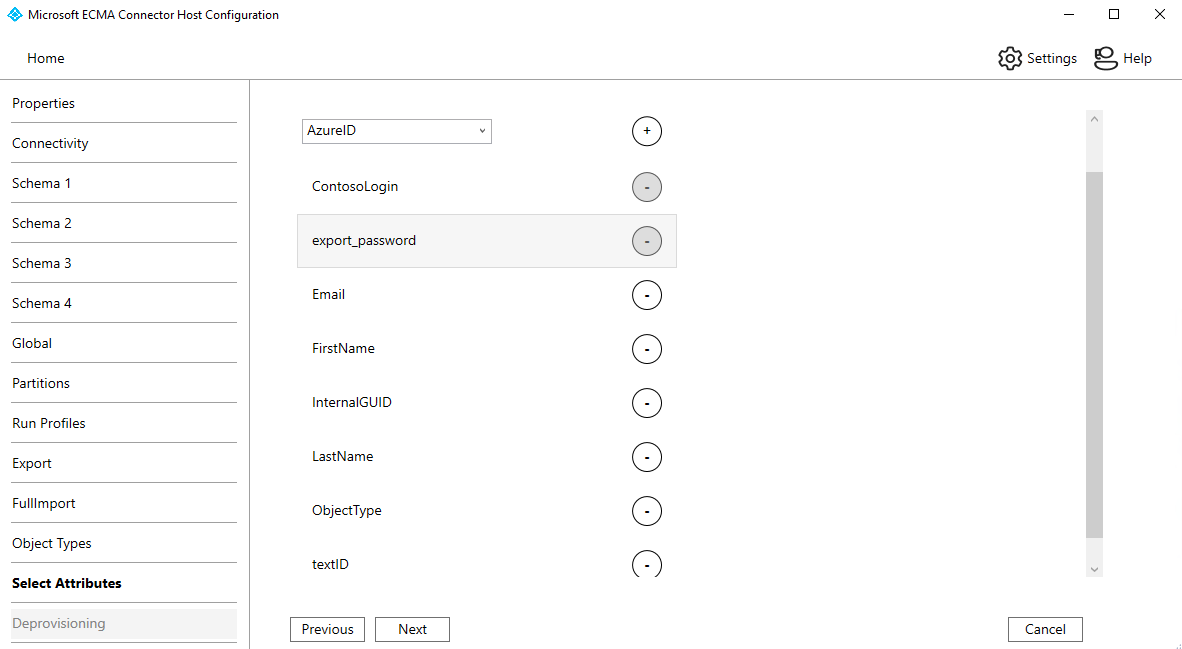 Microsoft ECMA Connector Host Configuration
Home
Settings
Help
Properties
Connectivity
Schema 1
Schema 2
Schema 3
Schema 4
Global
Partitions
Run Profiles
Export
FullImport
Object Types
Select Attributes
Deprovisioning
AzureID
+
ContosoLogin
-
export_password
-
Email
-
FirstName
-
InternalGUID
-
LastName
-
ObjectType
-
textID
-
Previous
Next
Cancel